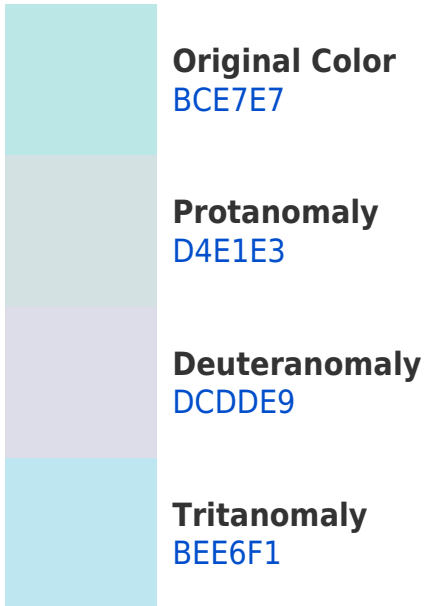 Original Color
BCE7E7
Protanomaly
D4E1E3
Deuteranomaly
DCDDE9
Tritanomaly
BEE6F1